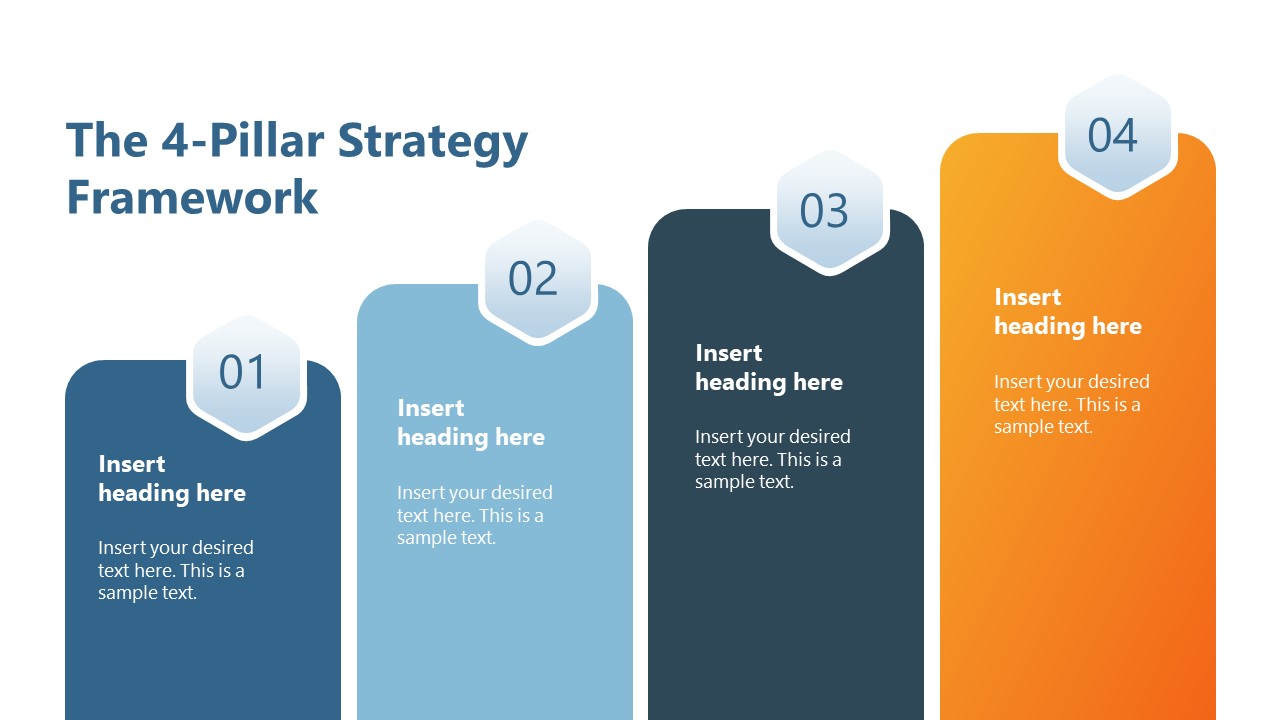 The 4-Pillar Strategy
Framework
01
Insert
heading here
Insert your desired
text here. This is a
sample text.
02
Insert
heading here
Insert your desired
text here. This is a
sample text.
03
Insert
heading here
Insert your desired
text here. This is a
sample text.
04
Insert
heading here
Insert your desired
text here. This is a
sample text.